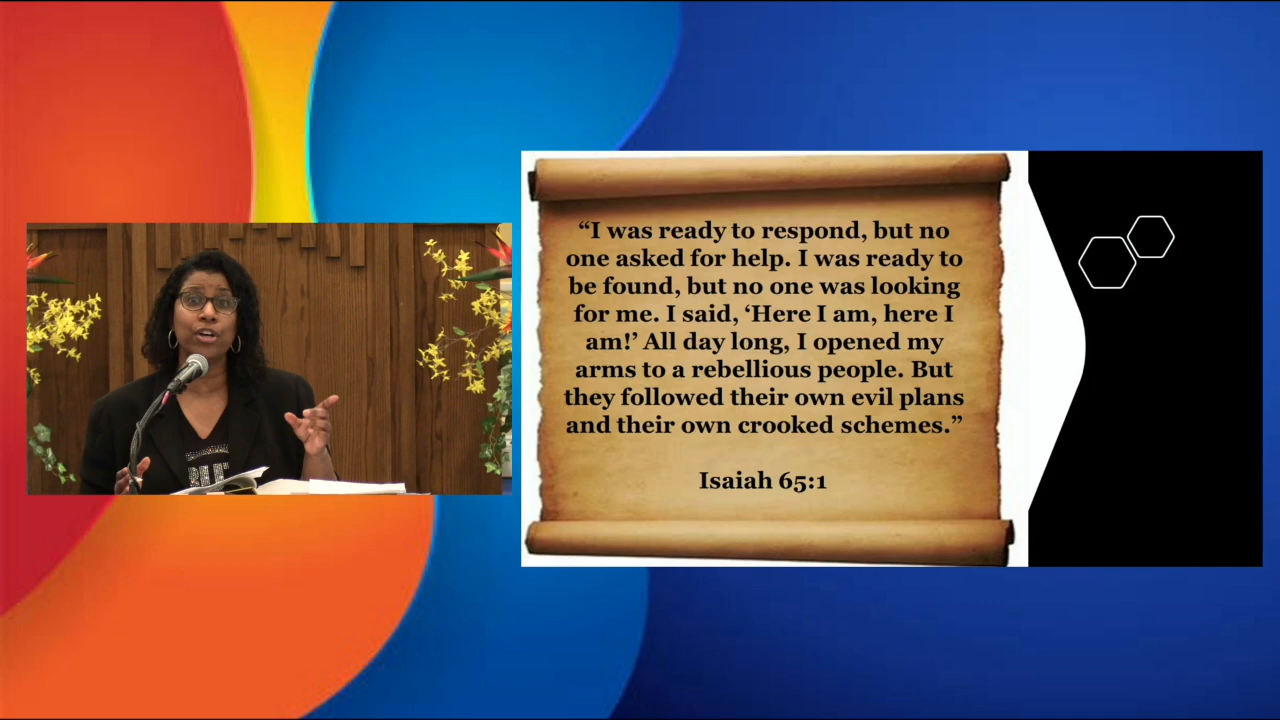 “I was ready to respond, but no
one asked for help. I was ready to
be found, but no one was looking
for me. I said, ‘Here I am, here I
am!’ All day long, I opened my
arms to a rebellious people. But
they followed their own evil plans
and their own crooked schemes.”
Isaiah 65:1